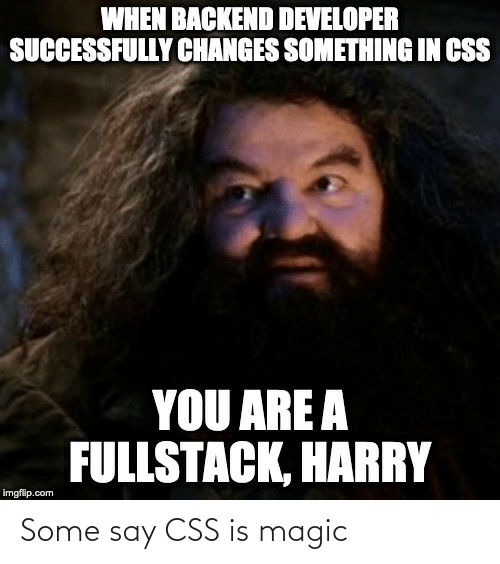 WHEN BACKEND DEVELOPER
SUCCESSFULLY CHANGES SOMETHING IN CSS
YOU ARE A
FULLSTACK, HARRY
imgflip.com
Some say CSS is magic